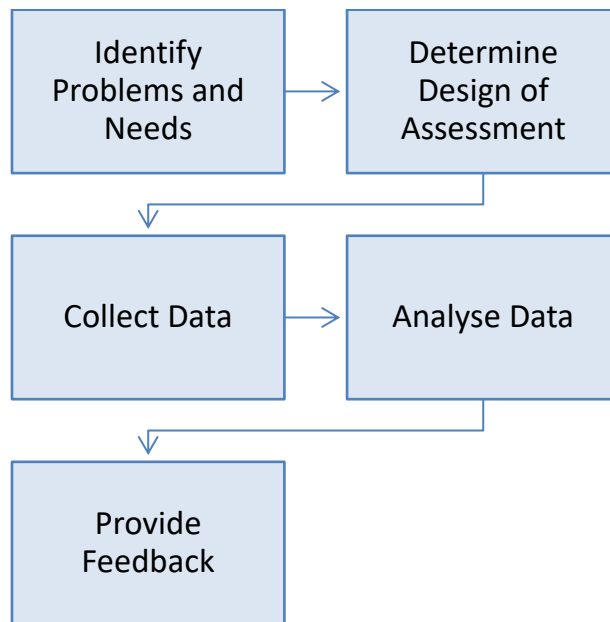 Identify
Problems and
Needs
Determine
Design of
Assessment
Collect Data
Analyse Data
Provide
Feedback